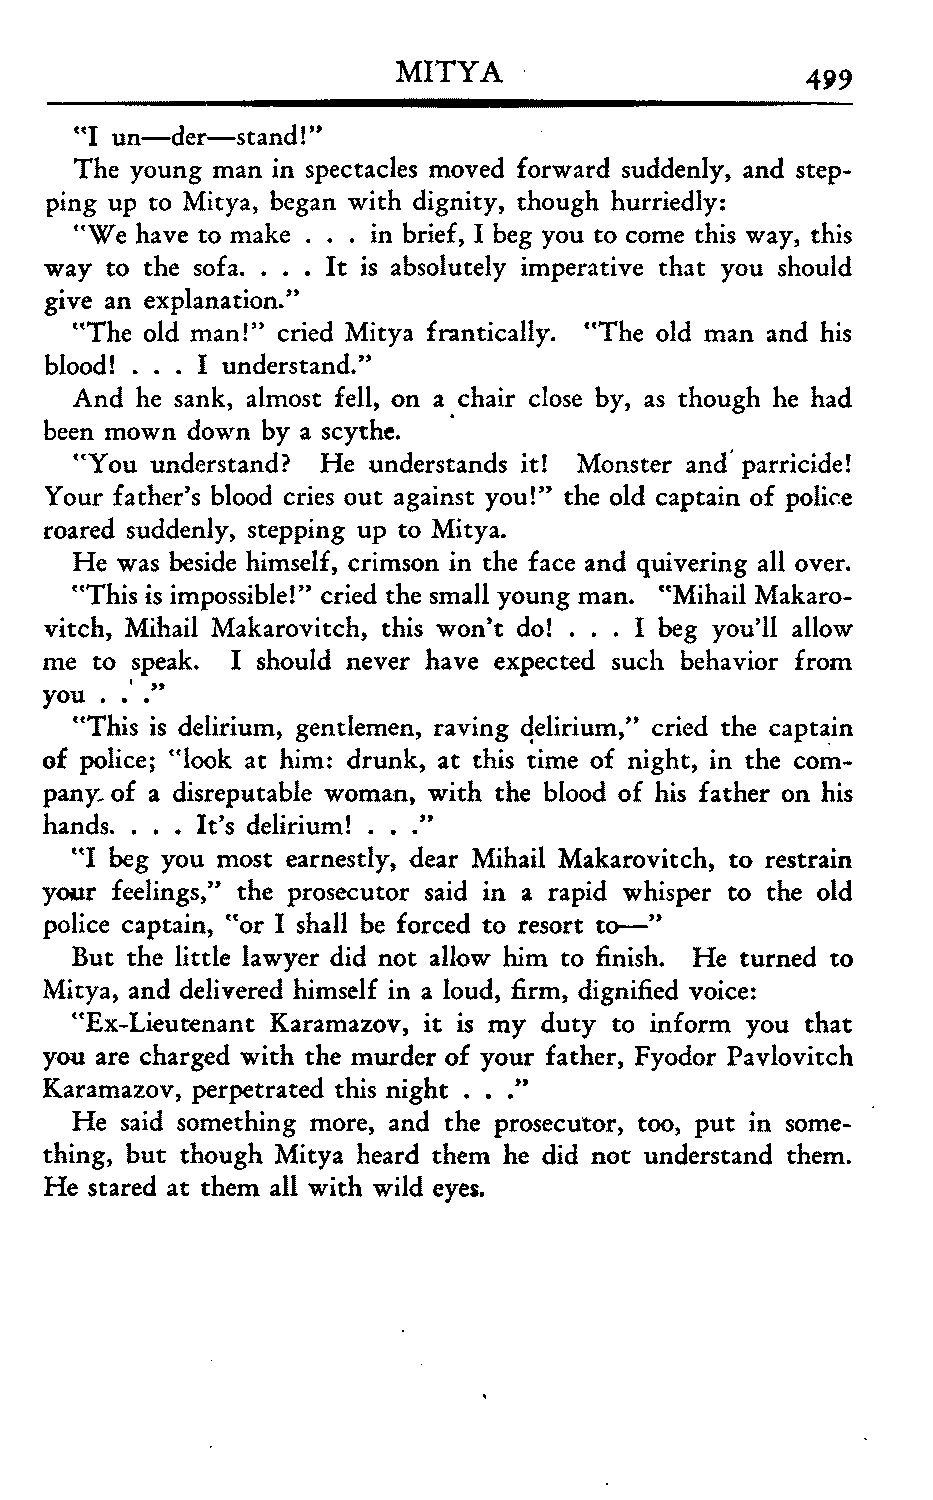 MITYA 499
"I un—der—stand!"
The young man in spectacles moved forward suddenly, and step-
ping up to Mitya, began with dignity, though hurriedly:
"We have to make . . . in brief, I beg you to come this way, this
way to the sofa. . . . It is absolutely imperative that you should
give an explanation."
"The old man!" cried Mitya frantically. "The old man and his
blood! . . . I understand."
And he sank, almost fell, on a chair close by, as though he had
been mown down by a scythe.
"You understand? He understands it! Monster and parricide!
Your father's blood cries out against you!" the old captain of police
roared suddenly, stepping up to Mitya.
He was beside himself, crimson in the face and quivering all over.
"This is impossible!" cried the small young man. "Mihail Makaro-
vitch, Mihail Makarovitch, this won't do! . . . I beg you'll allow
me to speak. I should never have expected such behavior from
you . . ."
"This is delirium, gentlemen, raving delirium," cried the captain
of police; "look at him: drunk, at this time of night, in the com-
pany of a disreputable woman, with the blood of his father on his
hands. . . . It's delirium! . . ."
"I beg you most earnestly, dear Mihail Makarovitch, to restrain
your feelings," the prosecutor said in a rapid whisper to the old
police captain, "or I shall be forced to resort to—"
But the little lawyer did not allow him to finish. He turned to
Mitya, and delivered himself in a loud, firm, dignified voice:
"Ex-Lieutenant Karamazov, it is my duty to inform you that
you are charged with the murder of your father, Fyodor Pavlovitch
Karamazov, perpetrated this night . . ."
He said something more, and the prosecutor, too, put in some-
thing, but though Mitya heard them he did not understand them.
He stared at them all with wild eyes.